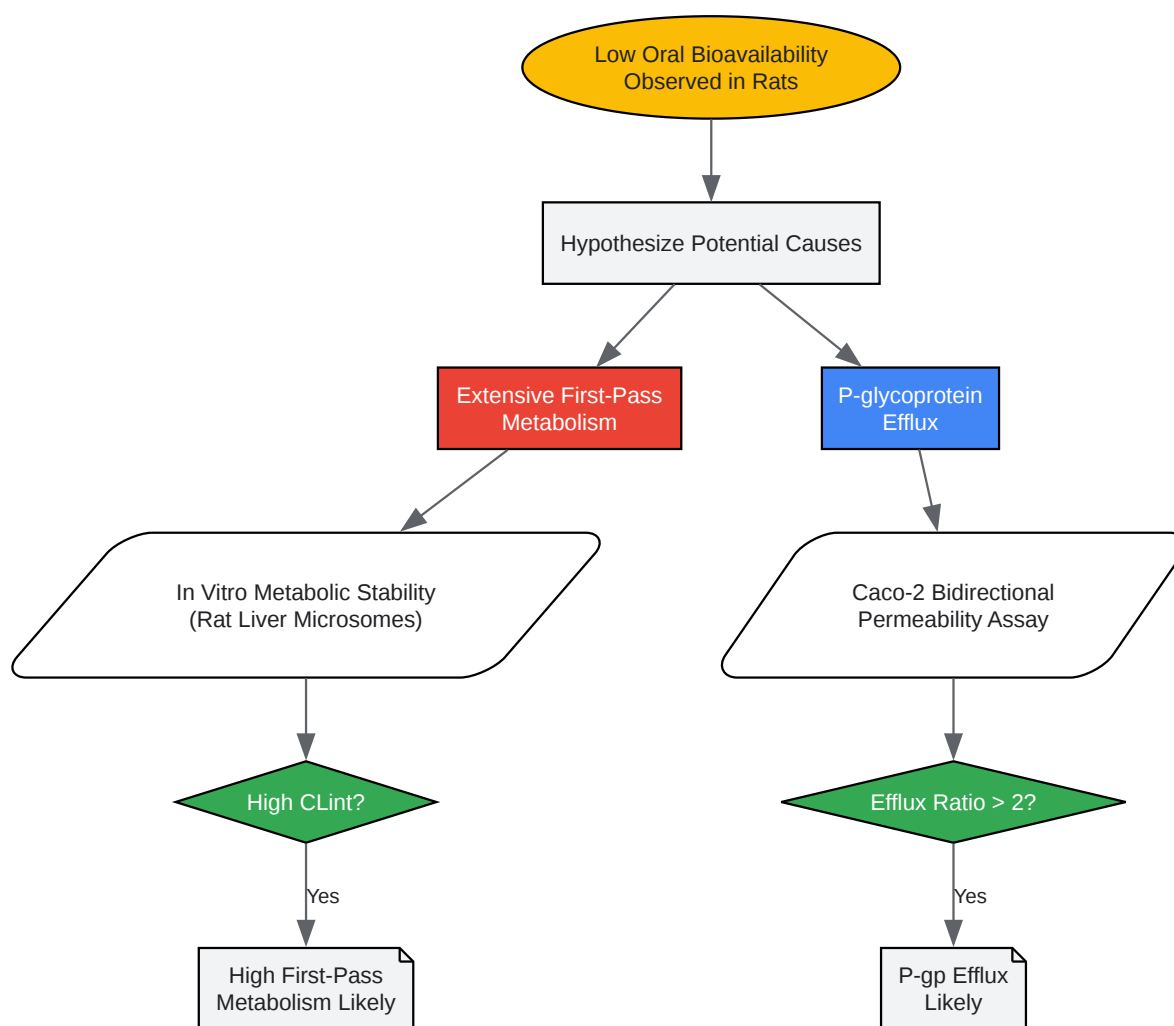 Low Oral Bioavailability
Observed in Rats
Hypothesize Potential Causes
Extensive First-Pass
Metabolism
P-glycoprotein
Efflux
In Vitro Metabolic Stability
(Rat Liver Microsomes)
Caco-2 Bidirectional
Permeability Assay
High CLint?
Efflux Ratio > 2?
Yes
Yes
High First-Pass
Metabolism Likely
P-gp Efflux
Likely